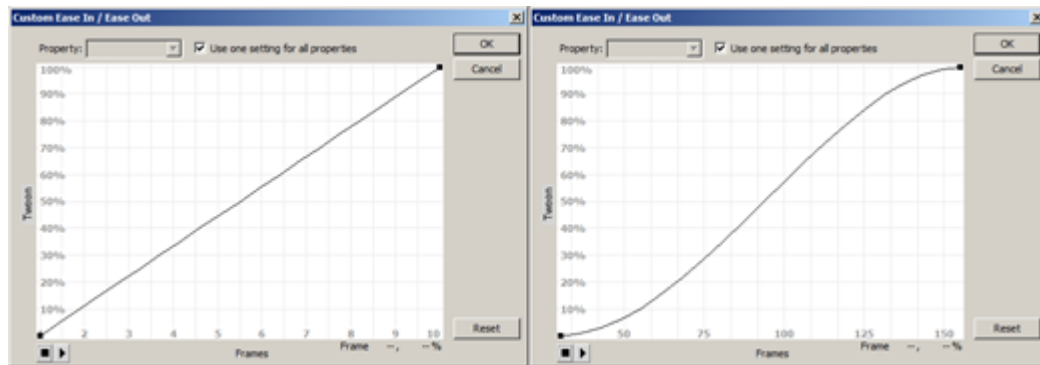 Custom Ease In / Ease Out
Property:
Use one setting for all properties
OK
Cancel
100%
90%
80%
70%
60%
50%
40%
30%
20%
10%
Tween
2 3 4 5 6 7 8 9 10
Reset
Frames
Frame --, --%
Custom Ease In / Ease Out
Property:
Use one setting for all properties
OK
Cancel
100%
90%
80%
70%
60%
50%
40%
30%
20%
10%
Tween
50 75 100 125 150
Reset
Frames
Frame --, --%